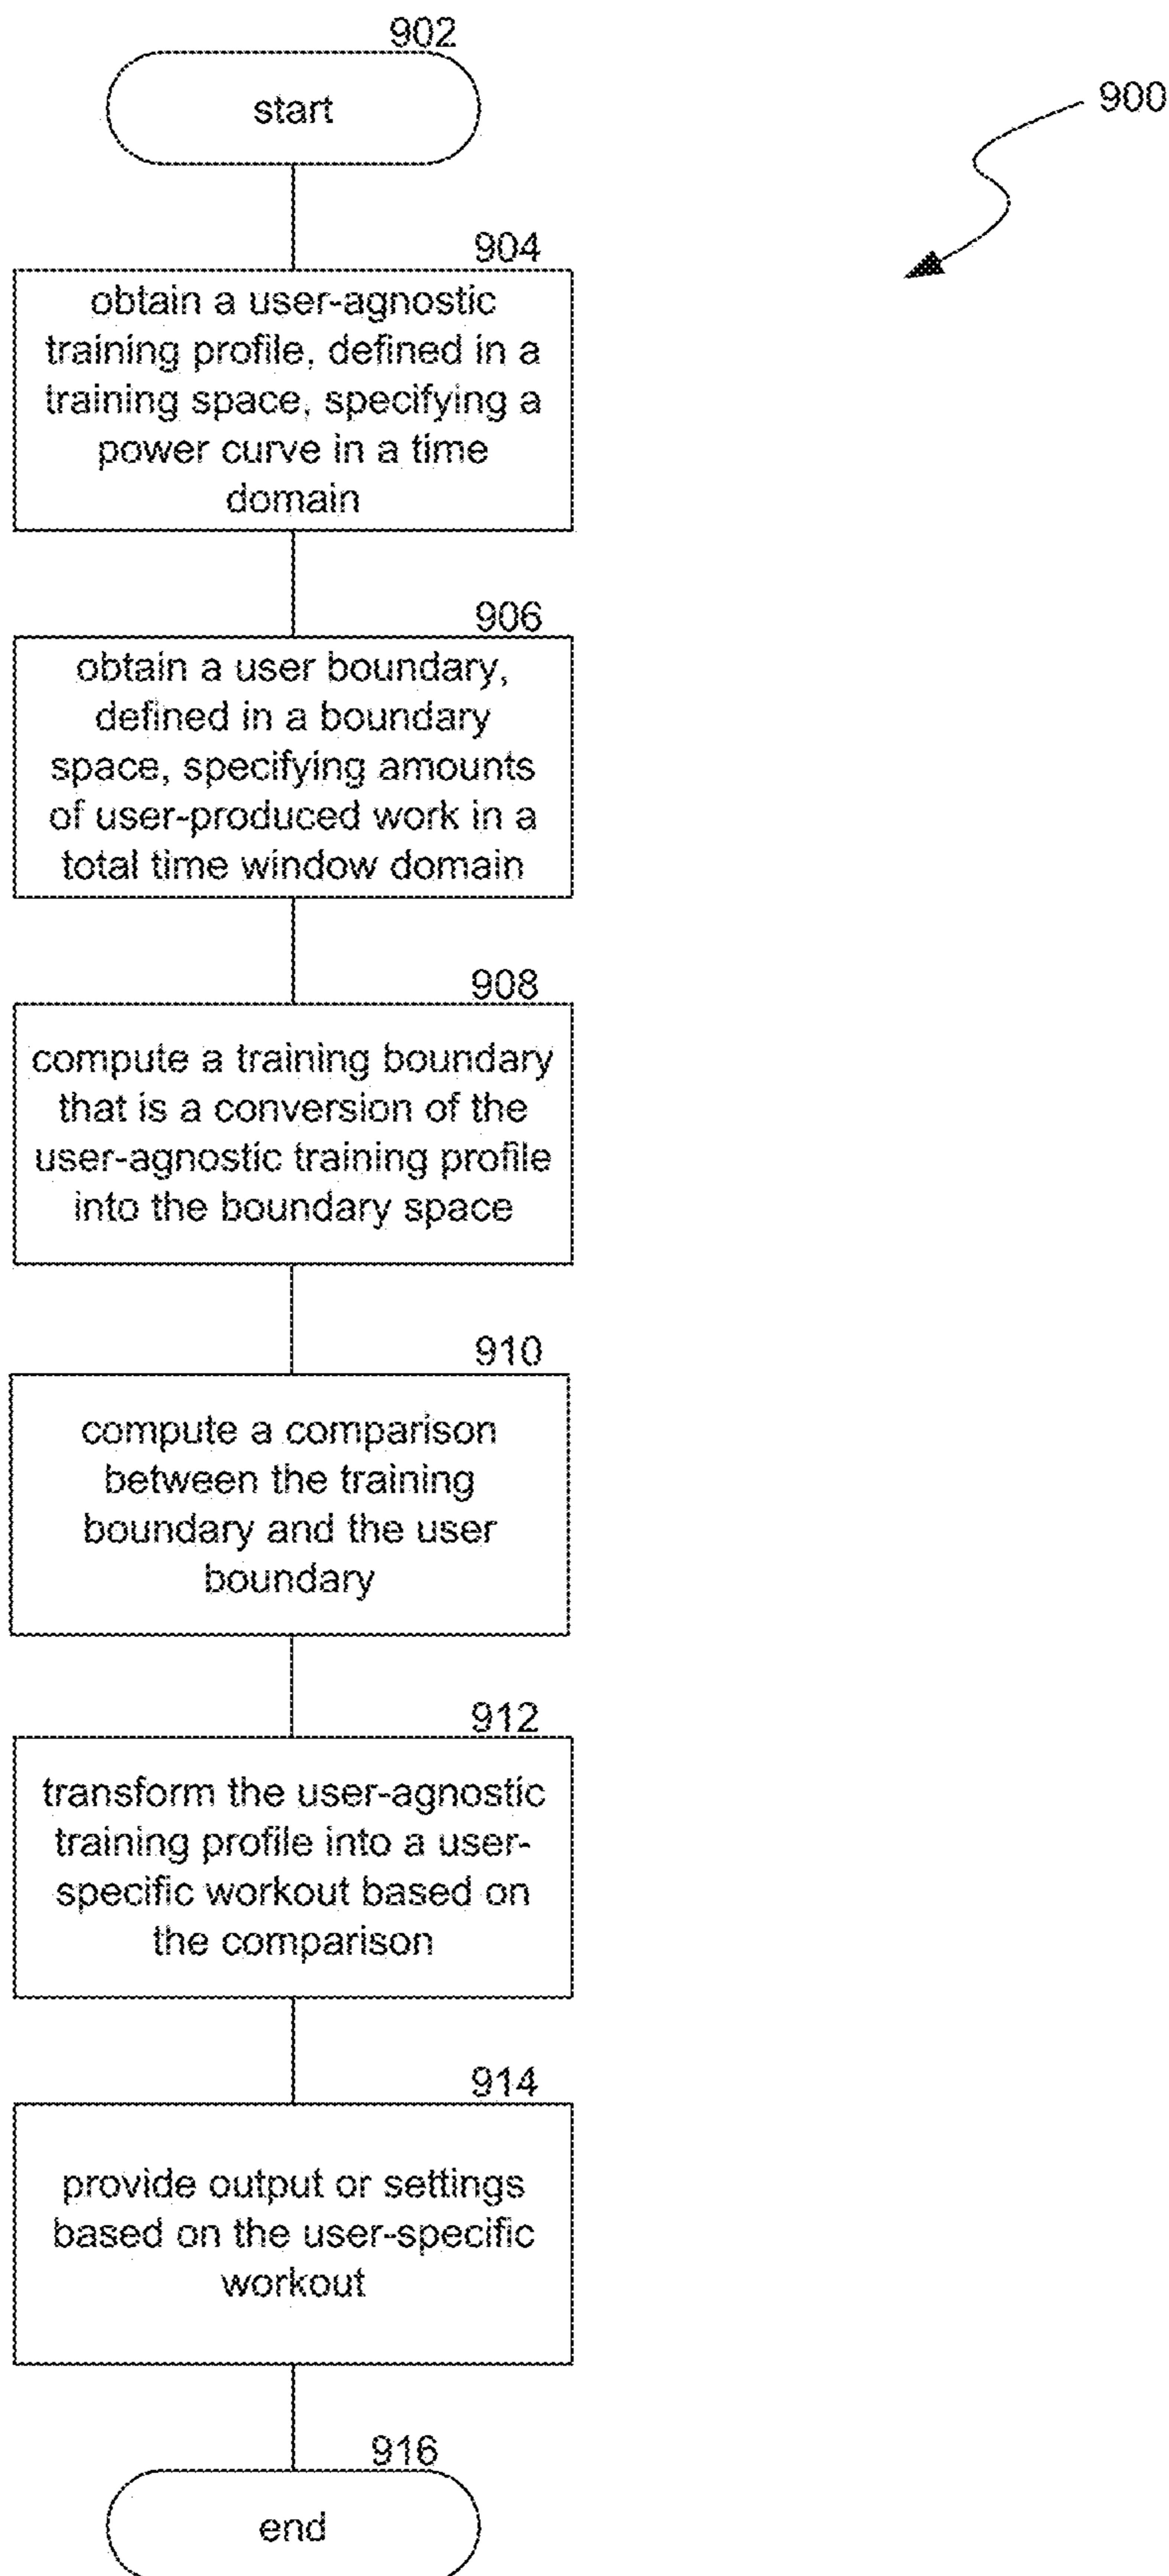 902
start
900
904
obtain a user-agnostic
training profile, defined in a
training space, specifying a
power curve in a time
domain
906
obtain a user boundary,
defined in a boundary
space, specifying amounts
of user-produced work in a
total time window domain
908
compute a training boundary
that is a conversion of the
user-agnostic training profile
into the boundary space
910
compute a comparison
between the training
boundary and the user
boundary
912
transform the user-agnostic
training profile into a user-
specific workout based on
the comparison
914
provide output or settings
based on the user-specific
workout
916
end